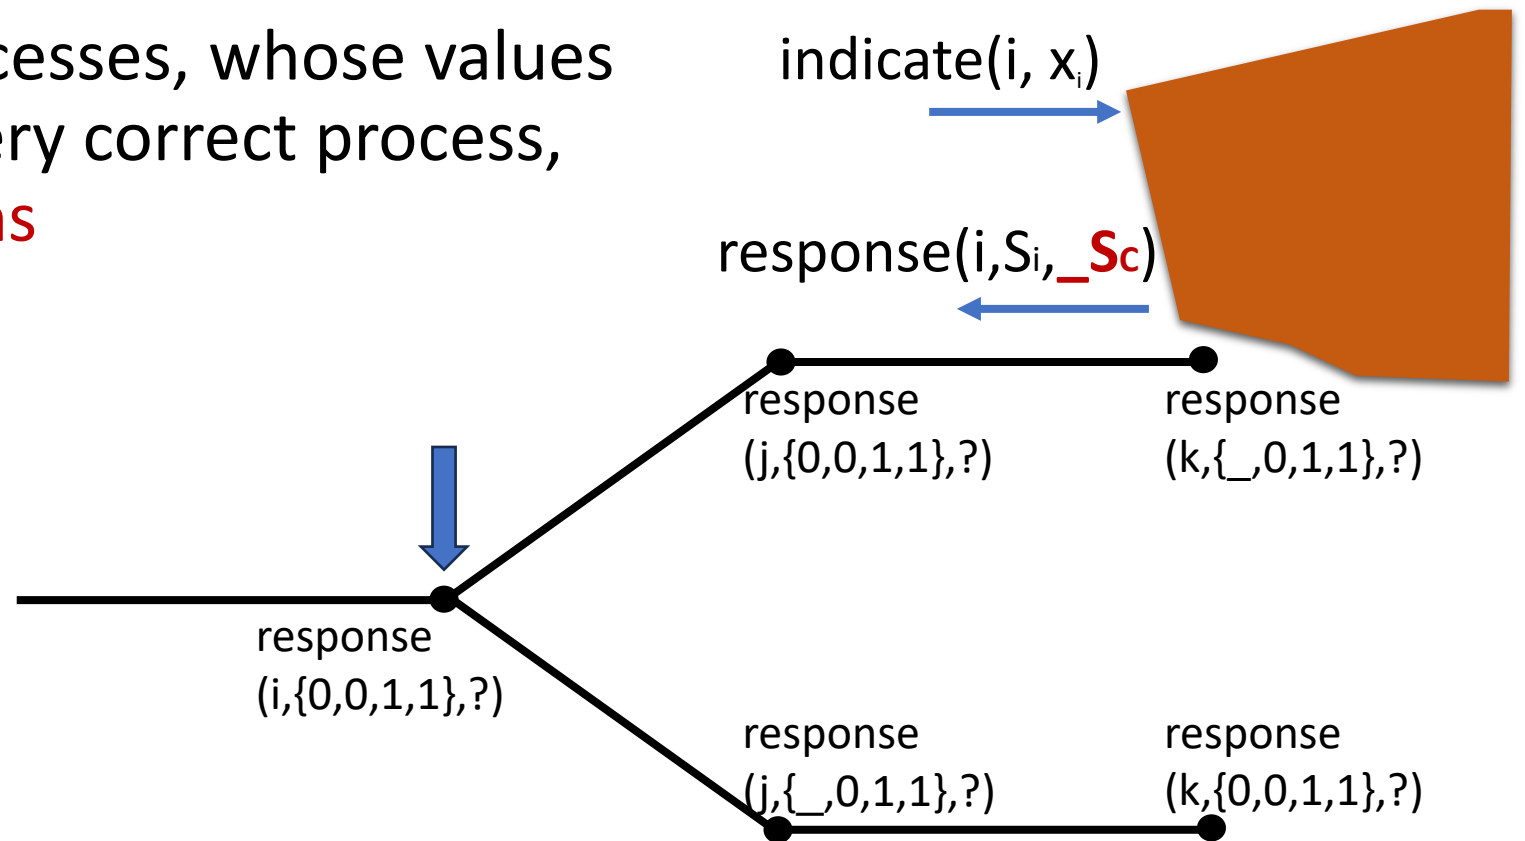 cesses, whose values
ery correct process,
indicate(i, xᵢ)
response(i,Sᵢ,_Sc)
response
(j,{0,0,1,1},?)
response
(k,{_,0,1,1},?)
response
(i,{0,0,1,1},?)
response
(j,{_,0,1,1},?)
response
(k,{0,0,1,1},?)